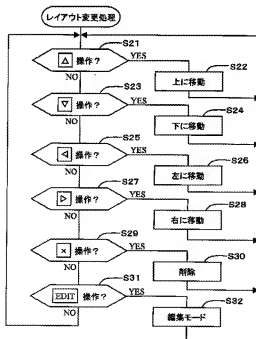 レイアウト変更処理
S21
△ 操作？ YES
S22
上に移動
NO
S23
▽ 操作？ YES
S24
下に移動
NO
S25
◁ 操作？ YES
S26
左に移動
NO
S27
▷ 操作？ YES
S28
右に移動
NO
S29
× 操作？ YES
S30
削除
NO
S31
EDIT 操作？ YES
S32
編集モード
NO